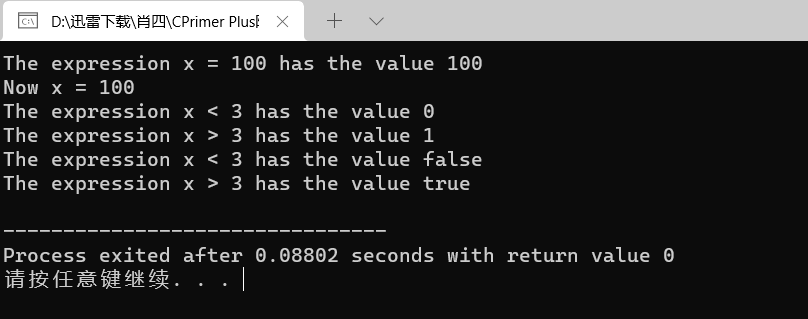 D:\迅雷下载\肖四\CPrimer Plus
The expression x = 100 has the value 100
Now x = 100
The expression x < 3 has the value 0
The expression x > 3 has the value 1
The expression x < 3 has the value false
The expression x > 3 has the value true
--------------------------------
Process exited after 0.08802 seconds with return value 0
请按任意键继续. . .